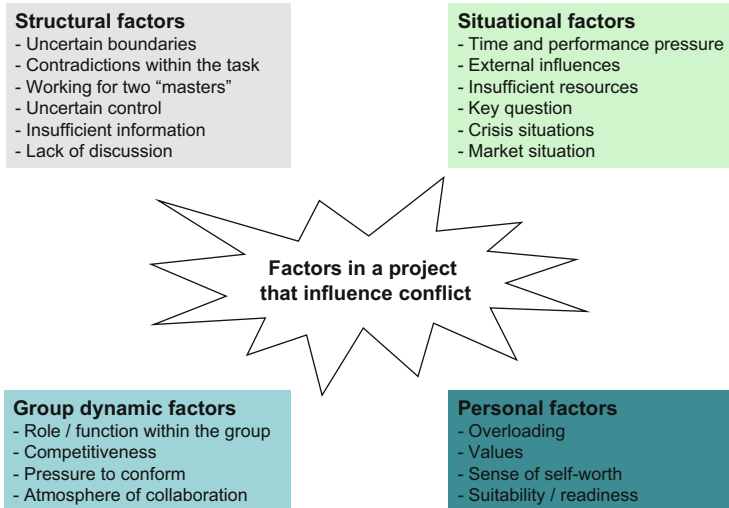 Structural factors
- Uncertain boundaries
- Contradictions within the task
- Working for two “masters”
- Uncertain control
- Insufficient information
- Lack of discussion
Situational factors
- Time and performance pressure
- External influences
- Insufficient resources
- Key question
- Crisis situations
- Market situation
Factors in a project
that influence conflict
Group dynamic factors
- Role / function within the group
- Competitiveness
- Pressure to conform
- Atmosphere of collaboration
Personal factors
- Overloading
- Values
- Sense of self-worth
- Suitability / readiness